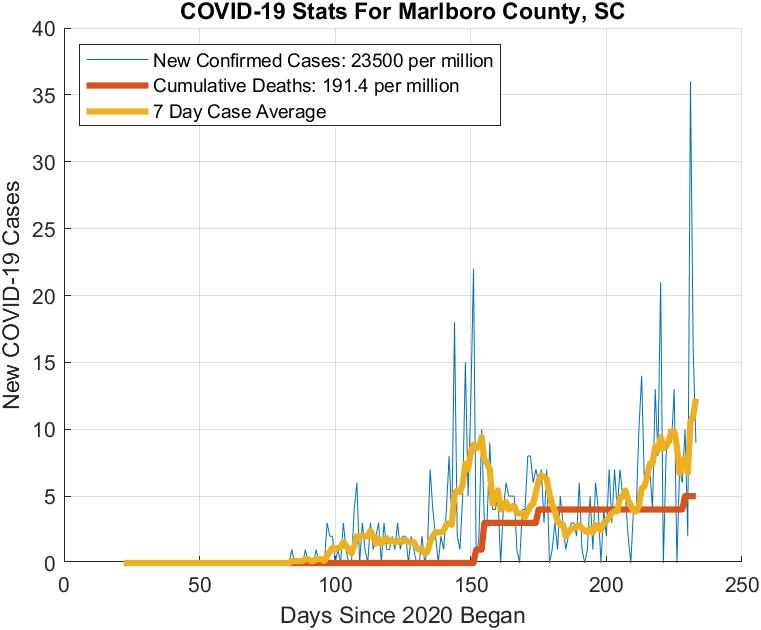 COVID-19 Stats For Marlboro County, SC
New Confirmed Cases: 23500 per million
Cumulative Deaths: 191.4 per million
7 Day Case Average
New COVID-19 Cases
40
35
30
25
20
15
10
5
0
0 50 100 150 200 250
Days Since 2020 Began